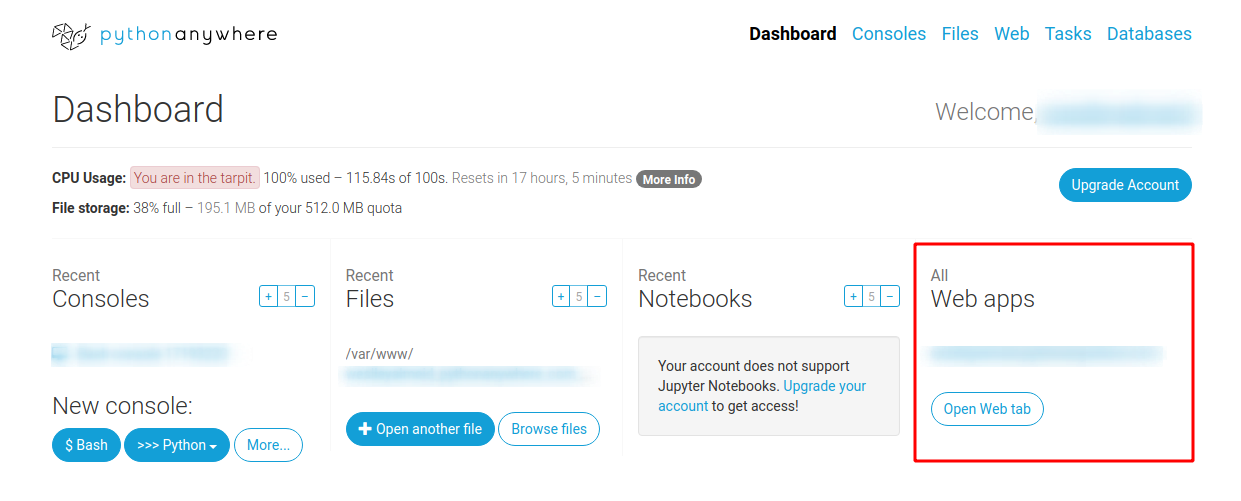 pythonanywhere
Dashboard Consoles Files Web Tasks Databases
Dashboard
Welcome,
CPU Usage: You are in the tarpit. 100% used – 115.84s of 100s. Resets in 17 hours, 5 minutes More Info
Upgrade Account
File storage: 38% full – 195.1 MB of your 512.0 MB quota
Recent
Consoles
+ 5 −
New console:
$ Bash
>>> Python
More...
Recent
Files
+ 5 −
/var/www/
+ Open another file
Browse files
Recent
Notebooks
+ 5 −
Your account does not support
Jupyter Notebooks. Upgrade your
account to get access!
All
Web apps
Open Web tab